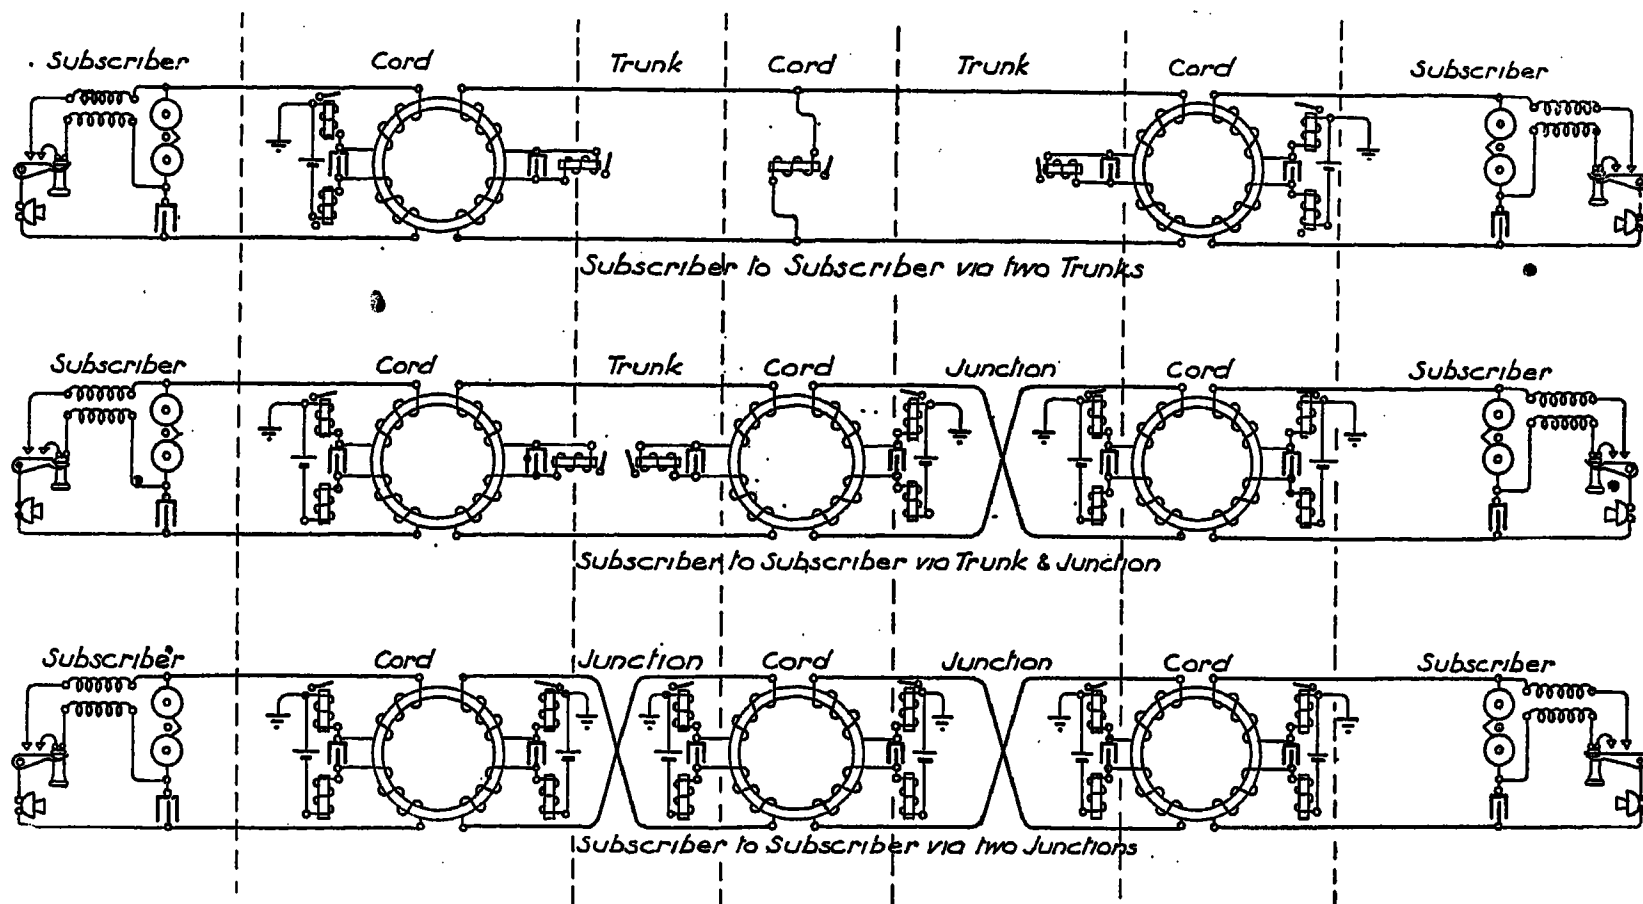 Subscriber Cord Trunk Cord Trunk Cord Subscriber
Subscriber to Subscriber via two Trunks
Subscriber Cord Trunk Cord Junction Cord Subscriber
Subscriber to Subscriber via Trunk & Junction
Subscriber Cord Junction Cord Junction Cord Subscriber
Subscriber to Subscriber via two Junctions